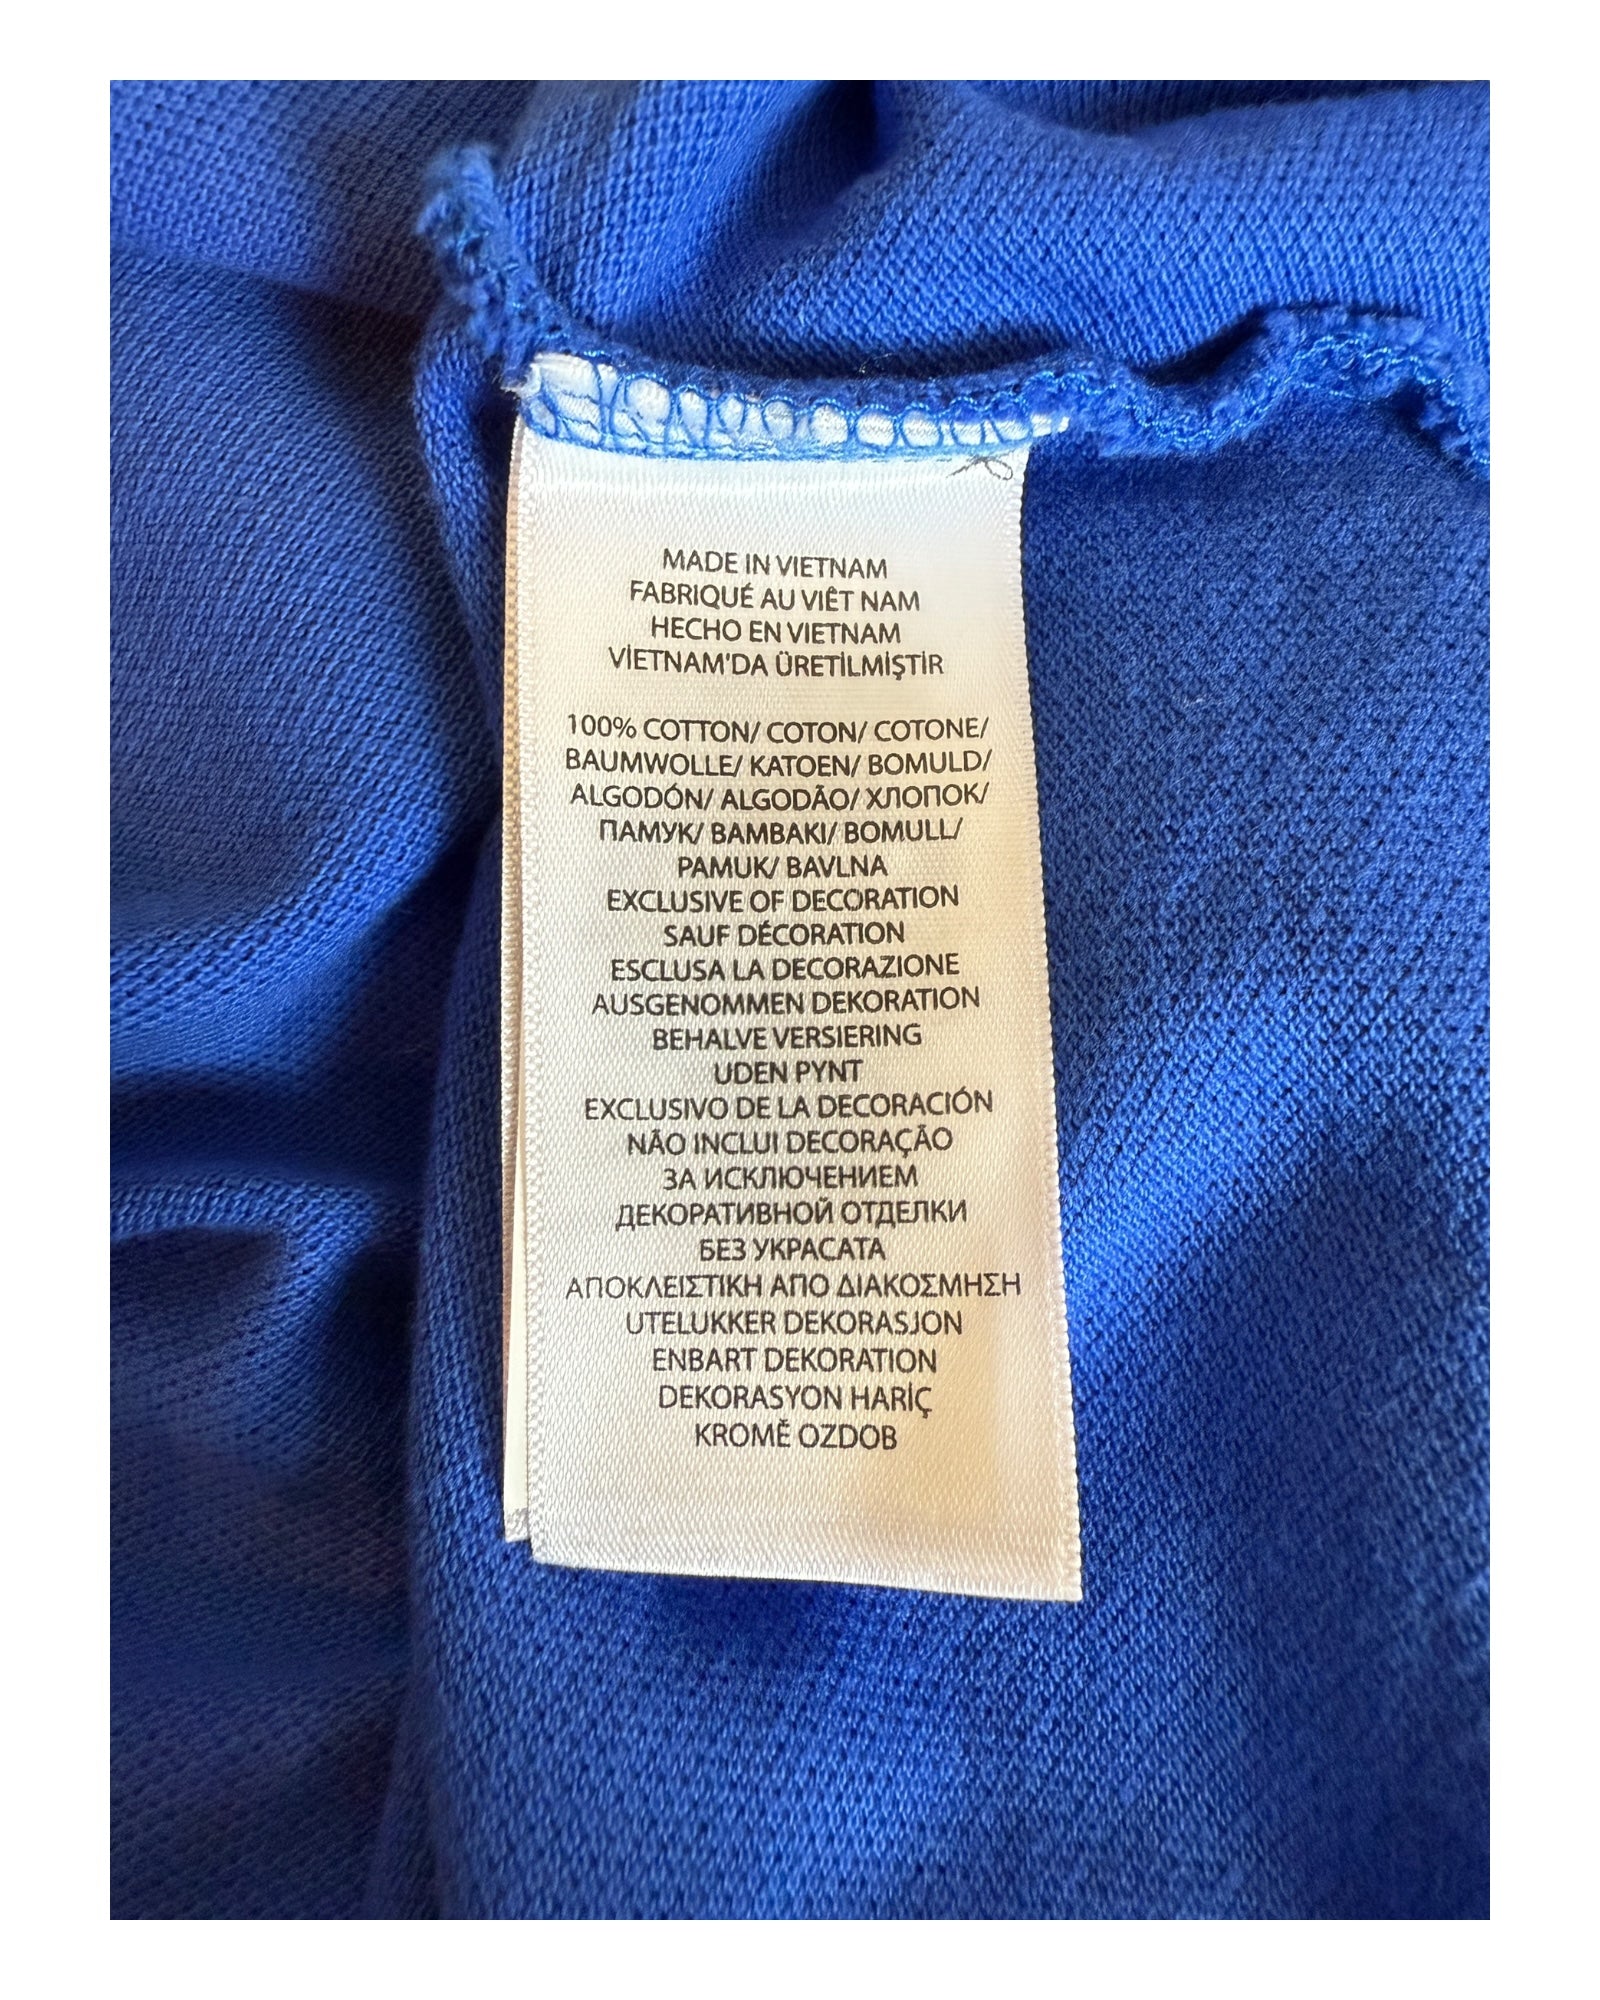 MADE IN VIETNAM
FABRIQUÉ AU VIÊT NAM
HECHO EN VIETNAM
VİETNAM'DA ÜRETİLMİŞTİR
100% COTTON/ COTON/ COTONE/
BAUMWOLLE/ KATOEN/ BOMULD/
ALGODÓN/ ALGODÃO/ ХЛОПОК/
ПАМУК/ BAMBAKI/ BOMULL/
PAMUK/ BAVLNA
EXCLUSIVE OF DECORATION
SAUF DÉCORATION
ESCLUSA LA DECORAZIONE
AUSGENOMMEN DEKORATION
BEHALVE VERSIERING
UDEN PYNT
EXCLUSIVO DE LA DECORACIÓN
NÃO INCLUI DECORAÇÃO
ЗА ИСКЛЮЧЕНИЕМ
ДЕКОРАТИВНОЙ ОТДЕЛКИ
БЕЗ УКРАСАТА
ΑΠΟΚΛΕΙΣΤΙΚΗ ΑΠΟ ΔΙΑΚΟΣΜΗΣΗ
UTELUKKER DEKORASJON
ENBART DEKORATION
DEKORASYON HARİÇ
KROMĚ OZDOB